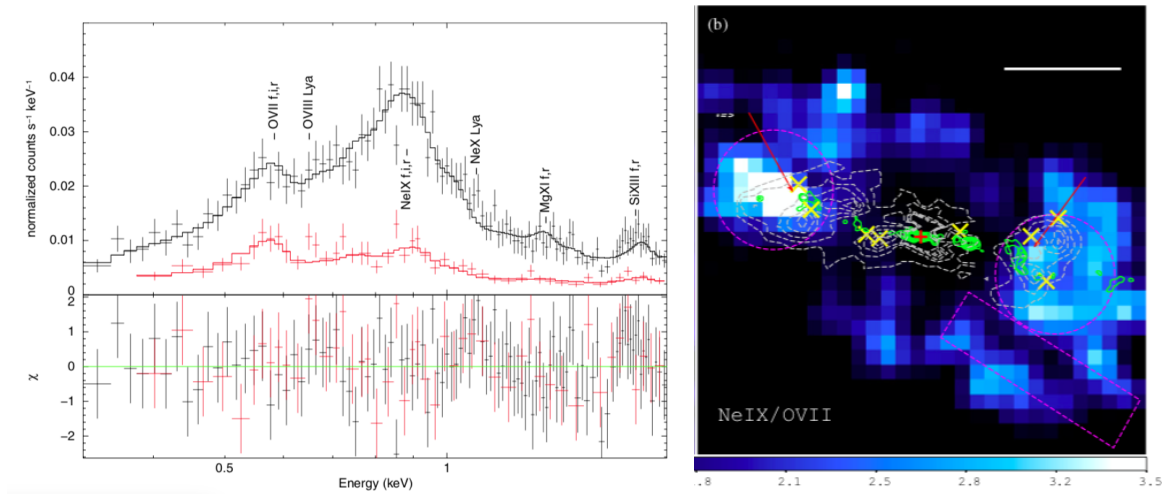 0.04
0.03
0.02
0.01
0
normalized counts s⁻¹ keV⁻¹
OVII f,i,r
OVIII Lya
NeIX f,i,r
NeX Lya
MgXI f,r
SiXIII f,r
2
1
0
−1
−2
χ
0.5
1
Energy (keV)
(b)
NeIX/OVII
.8
2.1
2.5
2.8
3.2
3.5